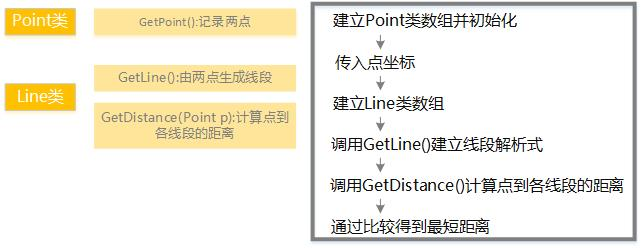 Point类
GetPoint():记录两点
Line类
GetLine():由两点生成线段
GetDistance(Point p):计算点到
各线段的距离
建立Point类数组并初始化
传入点坐标
建立Line类数组
调用GetLine()建立线段解析式
调用GetDistance()计算点到各线段的距离
通过比较得到最短距离